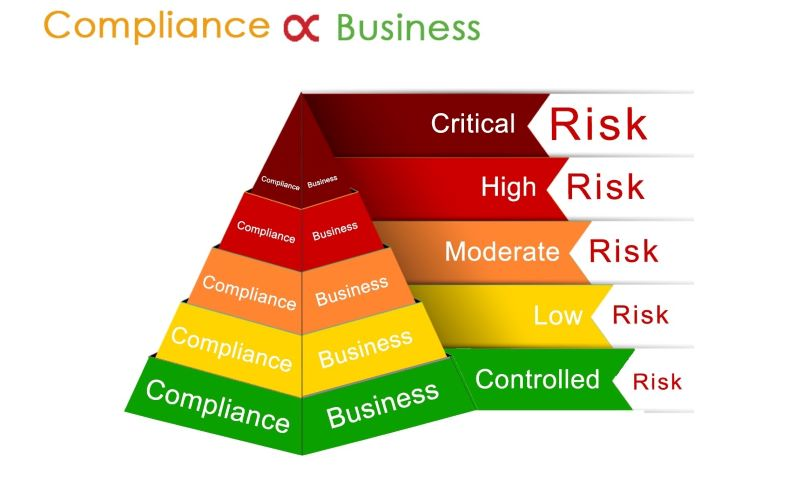 Compliance ∝ Business
Compliance Business Critical Risk
Compliance Business High Risk
Compliance Business Moderate Risk
Compliance Business Low Risk
Compliance Business Controlled Risk